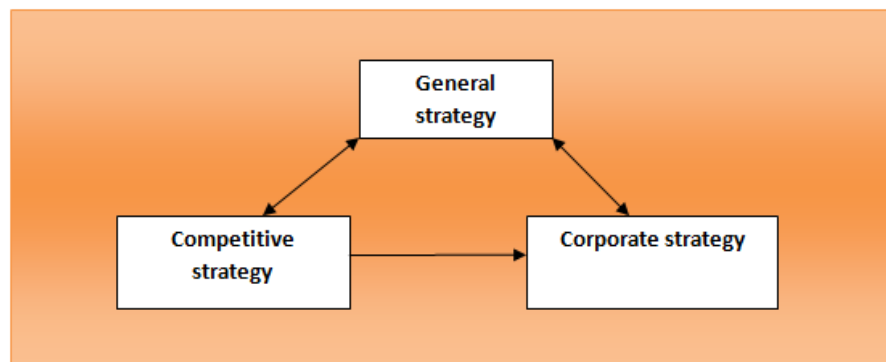 General
strategy
Competitive
strategy
Corporate strategy